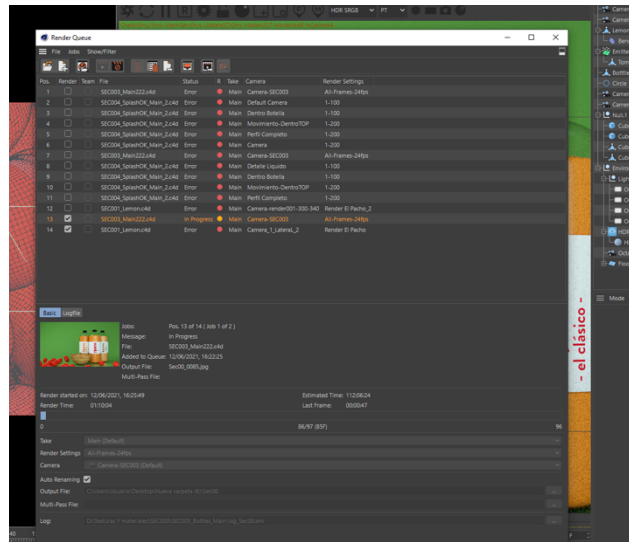 HDR SRGB PT
Render Queue
File Jobs Show/Filter
Pos. Render Team File Status R Take Camera Render Settings
1 SEC003_Main222.c4d Error Main Camera-SEC003 All-Frames-24fps
2 SEC004_SplashOK_Main_2.c4d Error Main Default Camera 1-100
3 SEC004_SplashOK_Main_2.c4d Error Main Dentro Botella 1-100
4 SEC004_SplashOK_Main_2.c4d Error Main Movimiento-DentroTOP 1-200
5 SEC004_SplashOK_Main_2.c4d Error Main Perfil Completo 1-200
6 SEC004_SplashOK_Main_2.c4d Error Main Camera 1-200
7 SEC003_Main222.c4d Error Main Camera-SEC003 All-Frames-24fps
8 SEC004_SplashOK_Main_2.c4d Error Main Detalle Liquido 1-100
9 SEC004_SplashOK_Main_2.c4d Error Main Dentro Botella 1-100
10 SEC004_SplashOK_Main_2.c4d Error Main Movimiento-DentroTOP 1-200
11 SEC004_SplashOK_Main_2.c4d Error Main Perfil Completo 1-200
12 SEC001_Lemon.c4d Error Main Camera-render001-300-340 Render El Pacho_2
13 SEC003_Main222.c4d In Progress Main Camera-SEC003 All-Frames-24fps
14 SEC001_Lemon.c4d Error Main Camera_1_LateraL_2 Render El Pacho
Basic Logfile
Jobs: Pos. 13 of 14 ( Job 1 of 2 )
Message: In Progress
File: SEC003_Main222.c4d
Added to Queue: 12/06/2021, 16:22:25
Output File: Sec00_0085.jpg
Multi-Pass File:
Render started on: 12/06/2021, 16:25:49 Estimated Time: 112:06:24
Render Time: 01:10:04 Last Frame: 00:00:47
0 86/97 (85F) 96
Take Main (Default)
Render Settings All-Frames-24fps
Camera Camera-SEC003 (Default)
Auto Renaming
Output File:
Multi-Pass File:
Log:
Mode
- el clásico -